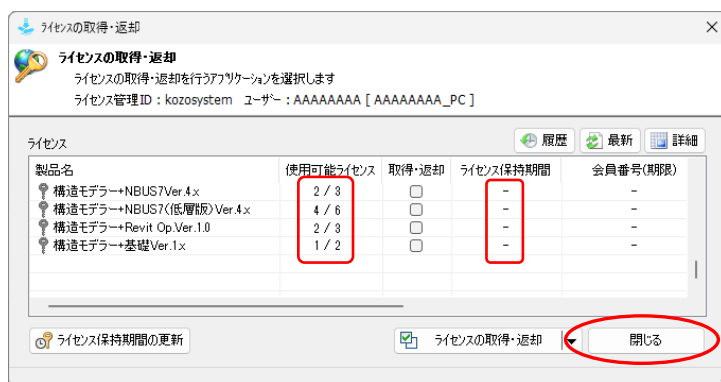 ライセンスの取得・返却
ライセンスの取得・返却
ライセンスの取得・返却を行うアプリケーションを選択します
ライセンス管理ID：kozosystem ユーザー：AAAAAAAA [ AAAAAAAA_PC ]
ライセンス 履歴 最新 詳細
製品名 使用可能ライセンス 取得・返却 ライセンス保持期間 会員番号(期限)
構造モデラー+NBUS7Ver.4x 2 / 3 - -
構造モデラー+NBUS7(低層版)Ver.4x 4 / 6 - -
構造モデラー+Revit Op.Ver.1.0 2 / 3 - -
構造モデラー+基礎Ver.1x 1 / 2 - -
ライセンス保持期間の更新 ライセンスの取得・返却 閉じる